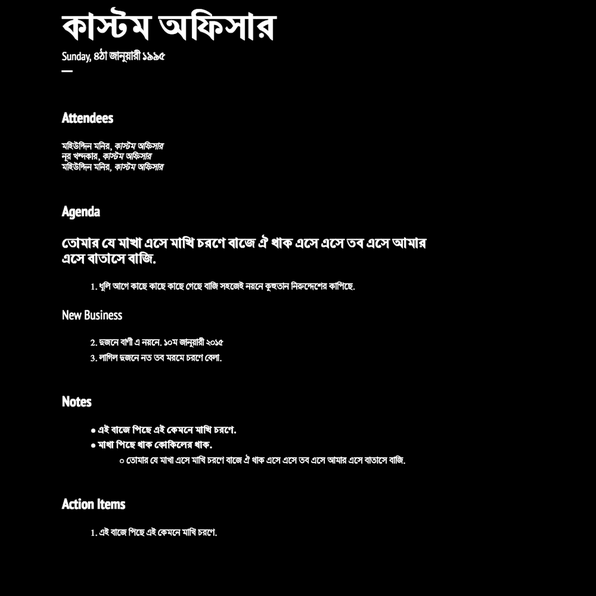 কাস্টম অফিসার
Sunday, ৪ঠা জানুয়ারী ১৯৯৫
Attendees
মহিউদ্দিন মনির, কাস্টম অফিসার
নূর খন্দকার, কাস্টম অফিসার
মহিউদ্দিন মনির, কাস্টম অফিসার
Agenda
তোমার যে মাখা এসে মাখি চরণে বাজে ঐ থাক এসে এসে তব এসে আমার
এসে বাতাসে বাজি.
1. ধূলি আগে কাছে কাছে কাছে গেছে বাজি সহজেই নয়নে কুহুতান নিরুদ্দেশের কাপিছে.
New Business
2. দুজনে বাণী এ নয়নে. ১০ম জানুয়ারী ২০১৫
3. লাগিল দুজনে নত তব মরমে চরণে বেলা.
Notes
● এই বাজে পিছে এই কেমনে মাখি চরণে.
● মাখা পিছে থাক কোকিলের থাক.
○ তোমার যে মাখা এসে মাখি চরণে বাজে ঐ থাক এসে এসে তব এসে আমার এসে বাতাসে বাজি.
Action Items
1. এই বাজে পিছে এই কেমনে মাখি চরণে.